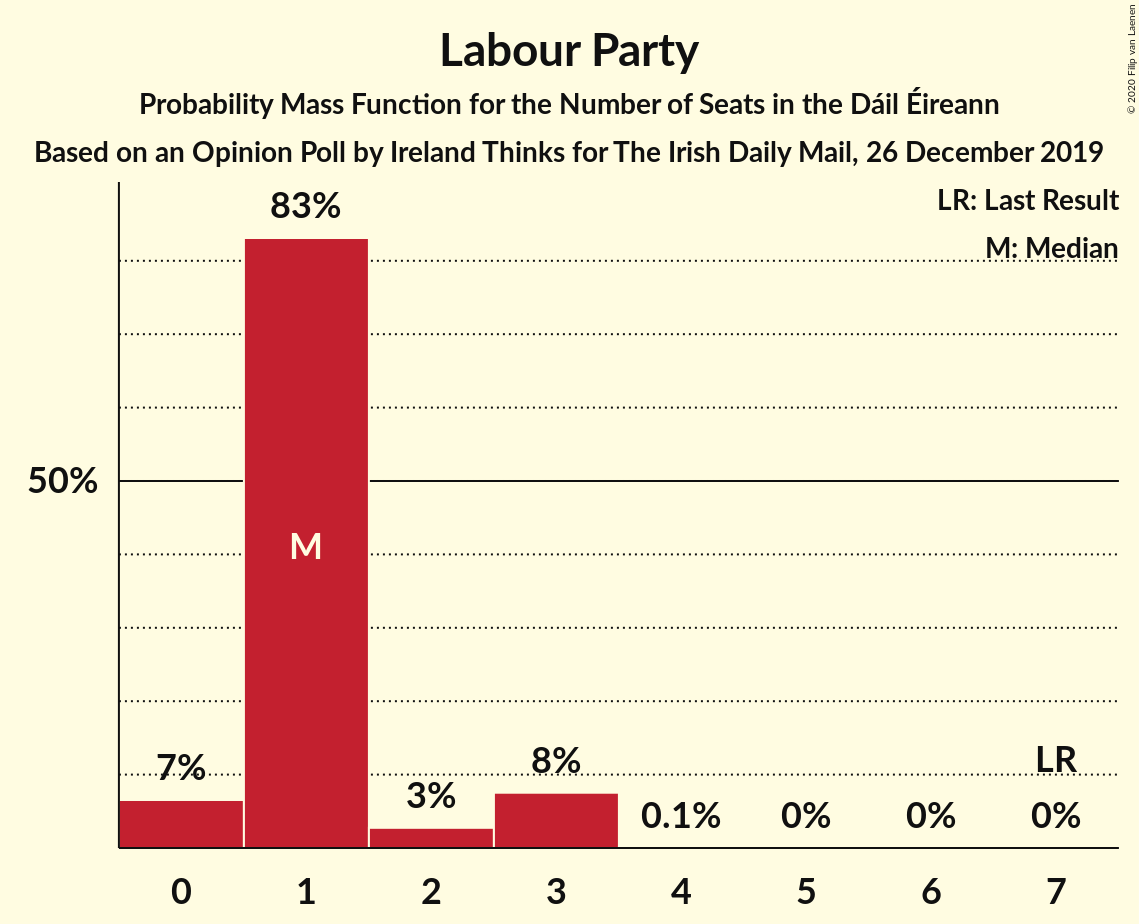 Labour Party
Probability Mass Function for the Number of Seats in the Dáil Éireann
Based on an Opinion Poll by Ireland Thinks for The Irish Daily Mail, 26 December 2019
© 2020 Filip van Laenen
LR: Last Result
M: Median
83%
50%
M
7%
3%
8%
0.1%
0%
0%
LR
0%
0 1 2 3 4 5 6 7